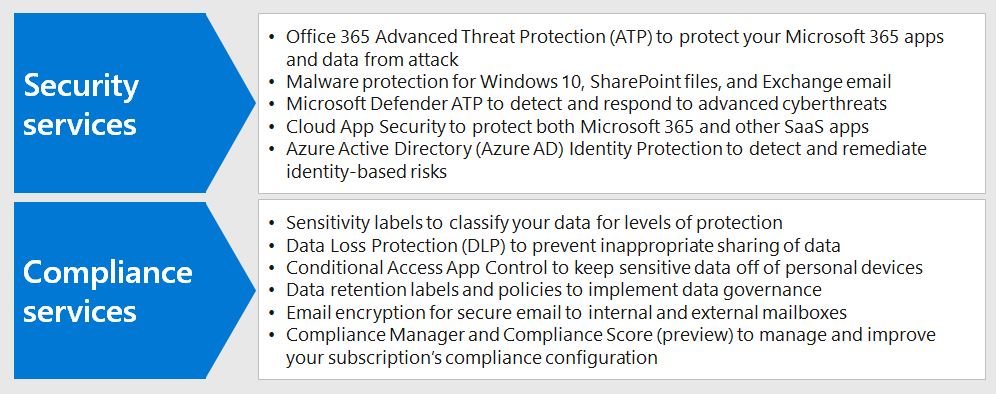 Security
services
• Office 365 Advanced Threat Protection (ATP) to protect your Microsoft 365 apps
and data from attack
• Malware protection for Windows 10, SharePoint files, and Exchange email
• Microsoft Defender ATP to detect and respond to advanced cyberthreats
• Cloud App Security to protect both Microsoft 365 and other SaaS apps
• Azure Active Directory (Azure AD) Identity Protection to detect and remediate
identity-based risks
Compliance
services
• Sensitivity labels to classify your data for levels of protection
• Data Loss Protection (DLP) to prevent inappropriate sharing of data
• Conditional Access App Control to keep sensitive data off of personal devices
• Data retention labels and policies to implement data governance
• Email encryption for secure email to internal and external mailboxes
• Compliance Manager and Compliance Score (preview) to manage and improve
your subscription's compliance configuration